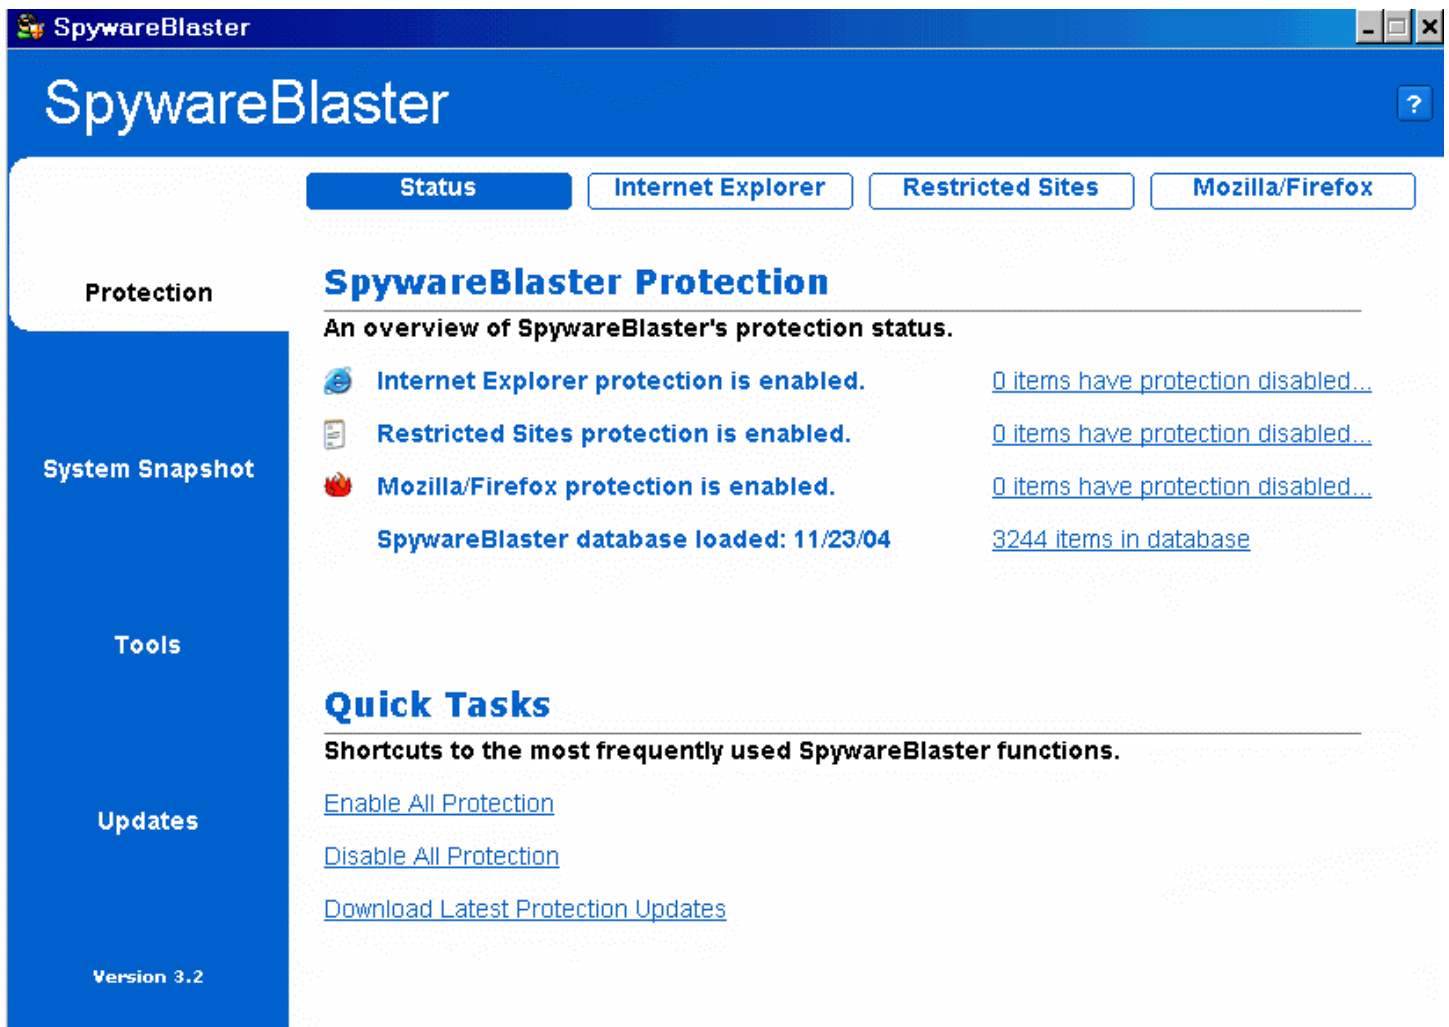 SpywareBlaster
SpywareBlaster
?
Status Internet Explorer Restricted Sites Mozilla/Firefox
Protection
System Snapshot
Tools
Updates
Version 3.2
SpywareBlaster Protection
An overview of SpywareBlaster's protection status.
Internet Explorer protection is enabled. 0 items have protection disabled...
Restricted Sites protection is enabled. 0 items have protection disabled...
Mozilla/Firefox protection is enabled. 0 items have protection disabled...
SpywareBlaster database loaded: 11/23/04 3244 items in database
Quick Tasks
Shortcuts to the most frequently used SpywareBlaster functions.
Enable All Protection
Disable All Protection
Download Latest Protection Updates